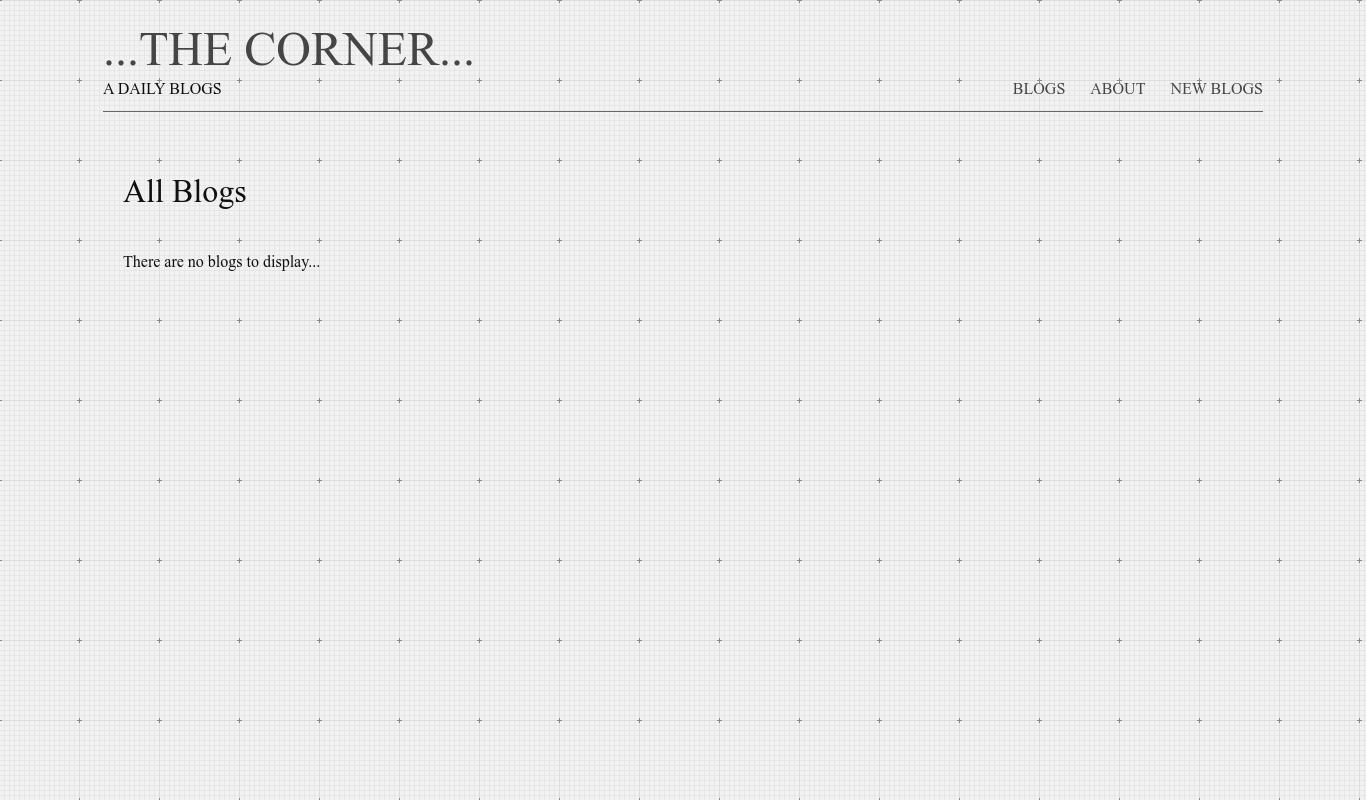 ...THE CORNER...
A DAILY BLOGS
BLOGS ABOUT NEW BLOGS
All Blogs
There are no blogs to display...